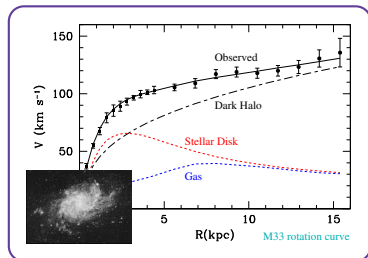 150
Observed
100
V (km s⁻¹)
Dark Halo
Stellar Disk
50
Gas
5
10
15
R(kpc)
M33 rotation curve